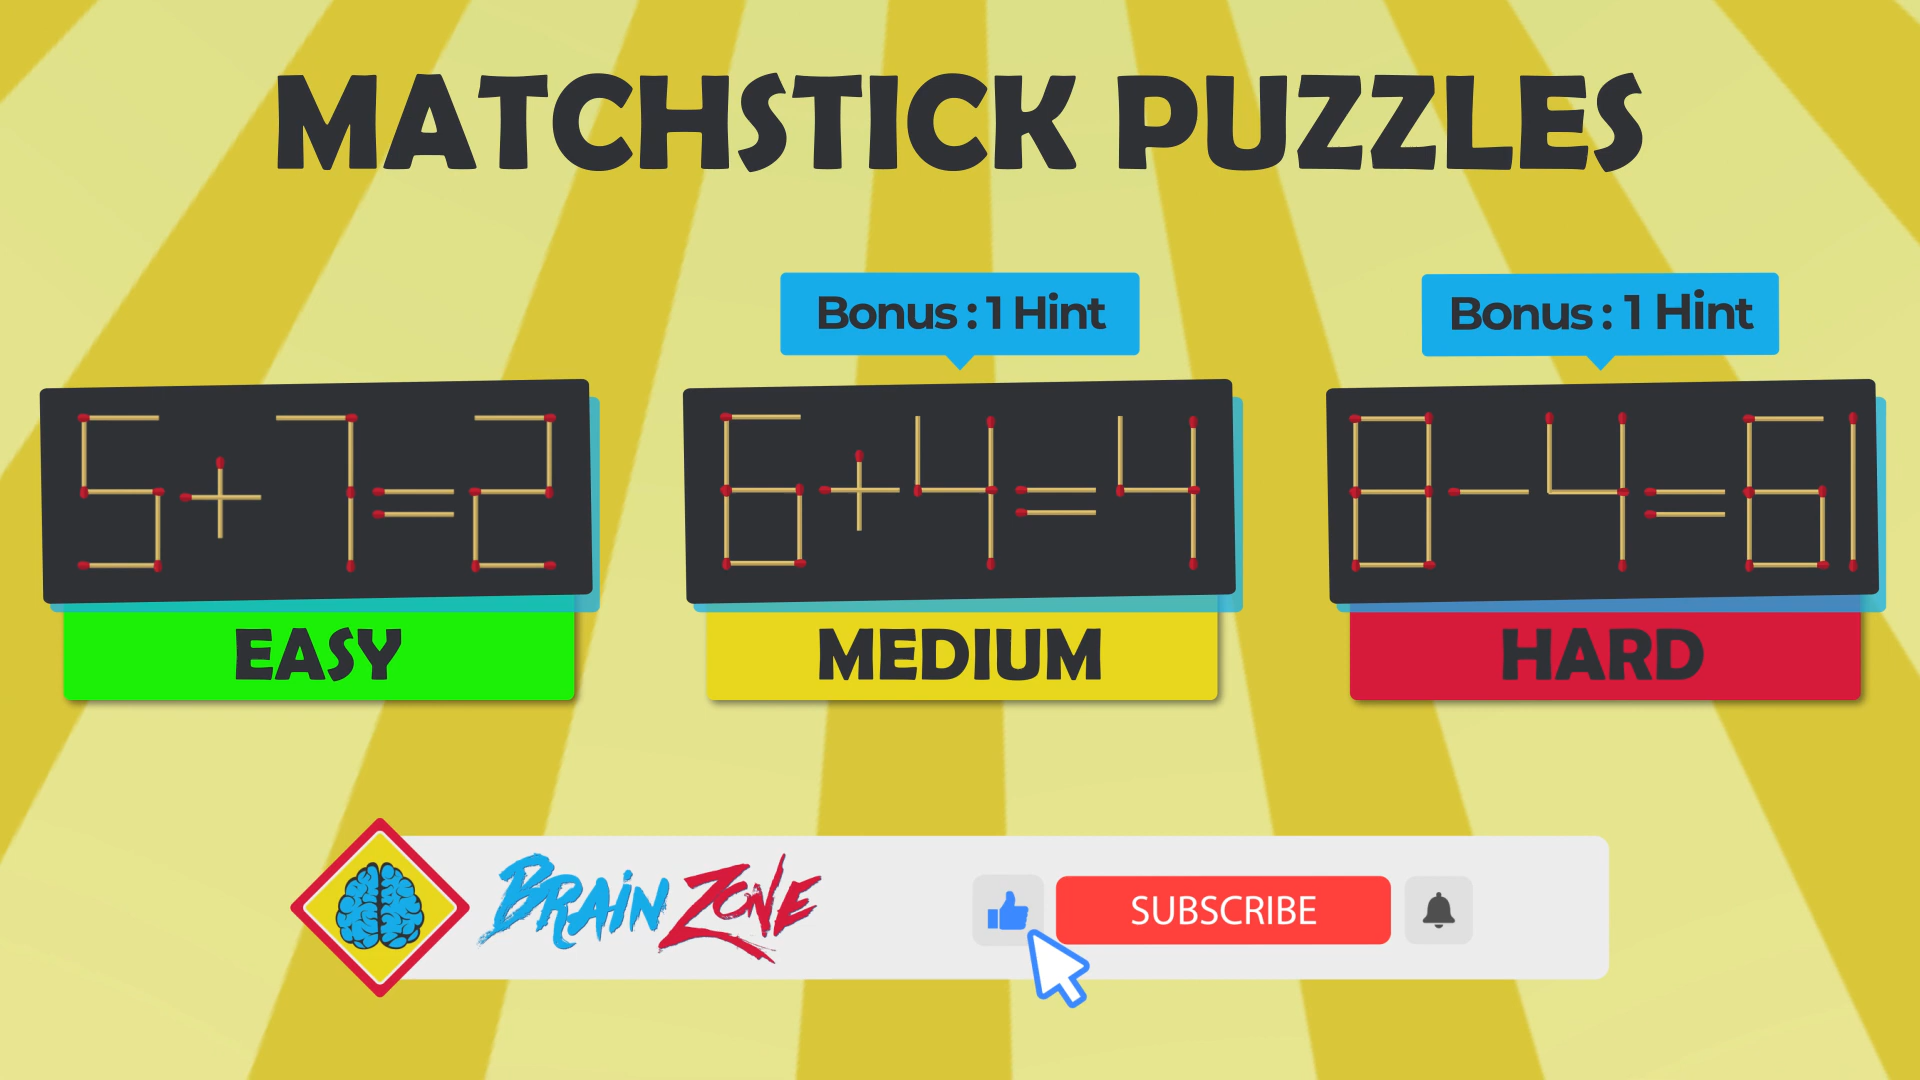 MATCHSTICK PUZZLES
Bonus : 1 Hint
Bonus : 1 Hint
5+7=2
6+4=4
8-4=61
EASY
MEDIUM
HARD
BRAIN ZONE
SUBSCRIBE